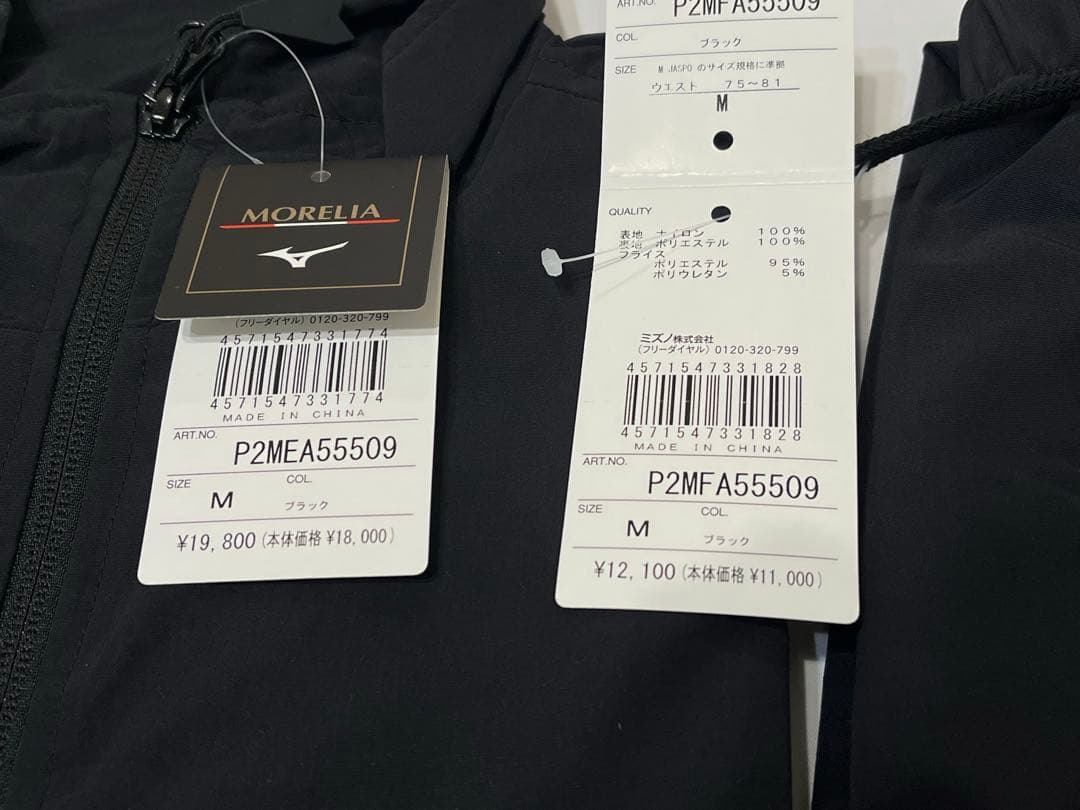 MORELIA
(フリーダイヤル) 0120-320-799
4571547331774
4571547331774
MADE IN CHINA
ART.NO.
P2MEA55509
SIZE
COL.
M
ブラック
¥19,800(本体価格 ¥18,000)
ART.NO.
P2MFA55509
COL.
ブラック
SIZE
M JASPO のサイズ規格に準拠
ウエスト 75~81
M
QUALITY
表地 ナイロン 100%
裏地 ポリエステル 100%
フライス
ポリエステル 95%
ポリウレタン 5%
ミズノ株式会社
(フリーダイヤル) 0120-320-799
4571547331828
4571547331828
MADE IN CHINA
ART.NO.
P2MFA55509
SIZE
COL.
M
ブラック
¥12,100(本体価格 ¥11,000)